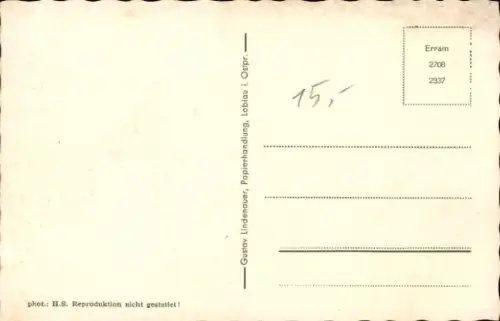 Erram
2708
2337
15,-
Gustav Lindenauer, Papierhandlung, Labiau i. Ostpr.
phot.: H.S. Reproduktion nicht gestattet!